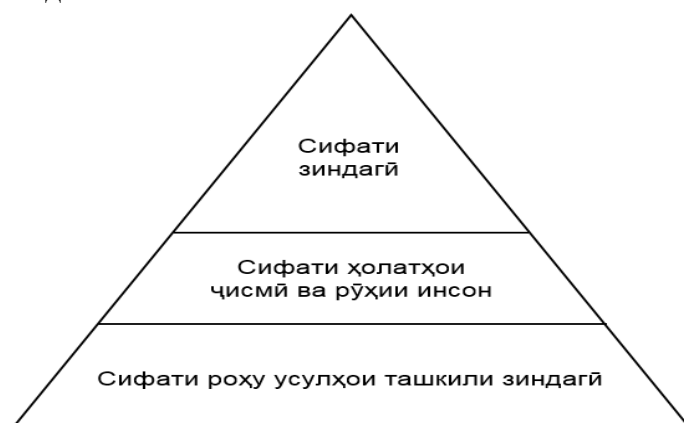 Сифати
зиндагӣ
Сифати ҳолатҳои
ҷисмӣ ва рӯҳии инсон
Сифати роҳу усулҳои ташкили зиндагӣ